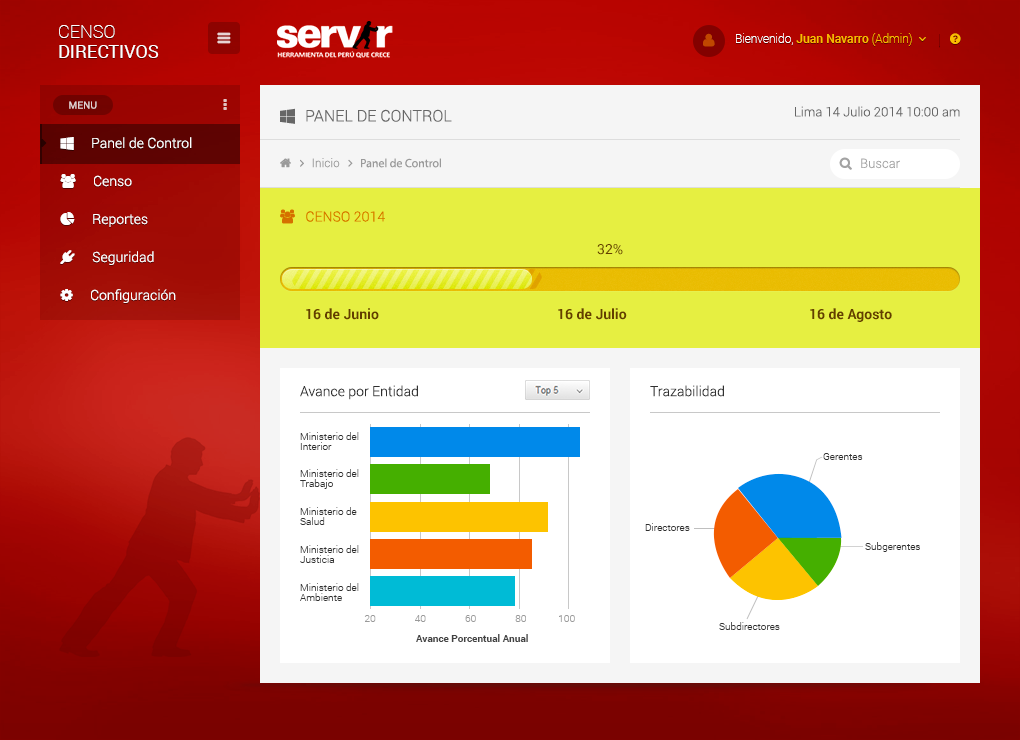 CENSO
DIRECTIVOS
servir
HERRAMIENTA DEL PERÚ QUE CRECE
Bienvenido, Juan Navarro (Admin)
?
MENU
Panel de Control
Censo
Reportes
Seguridad
Configuración
PANEL DE CONTROL
Lima 14 Julio 2014 10:00 am
Inicio > Panel de Control
Buscar
CENSO 2014
32%
16 de Junio
16 de Julio
16 de Agosto
Avance por Entidad
Top 5
Ministerio del
Interior
Ministerio del
Trabajo
Ministerio de
Salud
Ministerio del
Justicia
Ministerio del
Ambiente
20 40 60 80 100
Avance Porcentual Anual
Trazabilidad
Gerentes
Directores
Subgerentes
Subdirectores